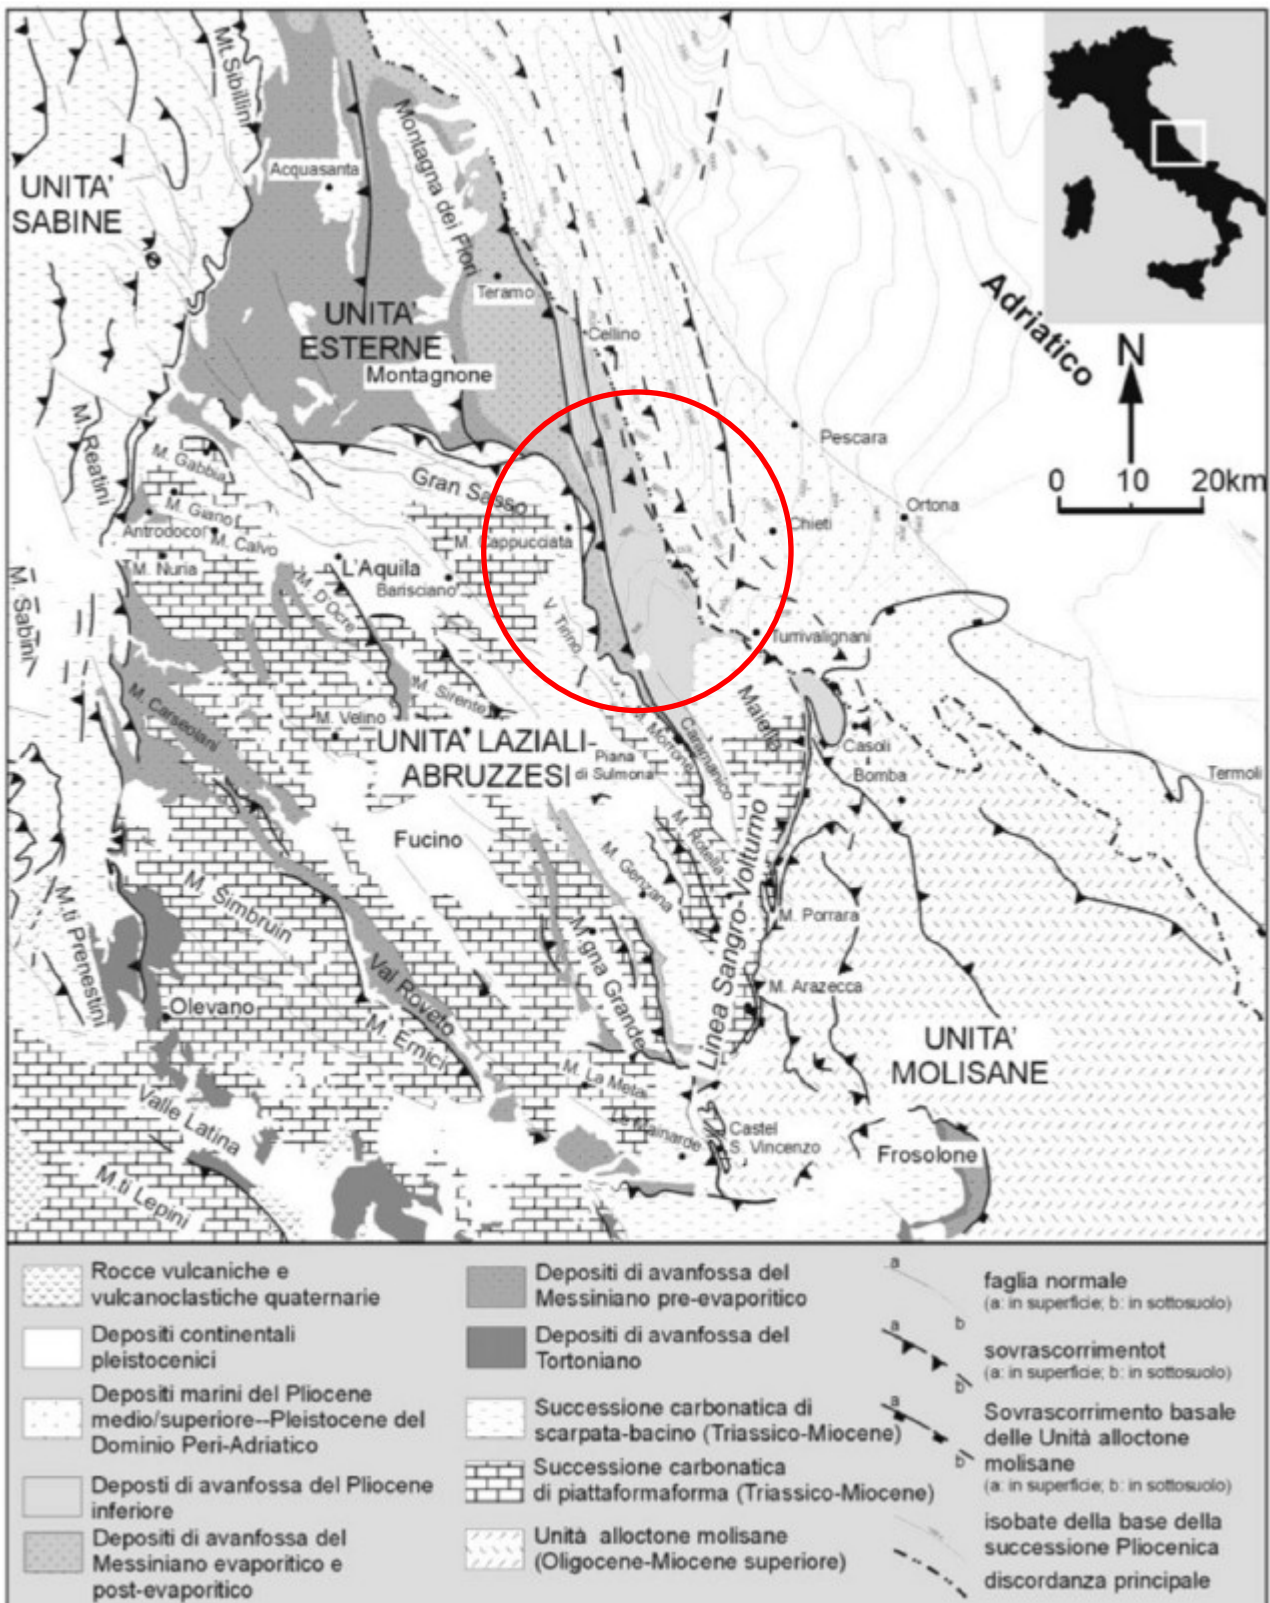 Mt. Sibillini
Montagna dei Fiori
Acquasanta
UNITA'
SABINE
Teramo
Adriatico
UNITA'
ESTERNE
Cellino
Montagnone
N
M. Reatini
Pescara
0 10 20km
M. Gabbia
Gran Sasso
M. Giano
Ortona
Antrodoco
M. Calvo
M. Cappucciata
Chieti
M. Nuria
L'Aquila
Barisciano
M. D'Ocre
M. Sabini
V. Tirino
Turrivalignani
M. Sirente
M. Carseolani
M. Velino
Maiella
M. Morrone
Caramanico
UNITA' LAZIALI-
ABRUZZESI
Piana
di Sulmona
Casoli
Bomba
Termoli
Fucino
M. Rotella
M. Genzana
M. Simbruin
Linea Sangro-Volturno
M.ti Prenestini
M. Porrara
M.gna Grande
Val Roveto
M. Arazecca
Olevano
M. Ernici
UNITA'
MOLISANE
M. La Meta
Valle Latina
Le Mainarde
Castel
S. Vincenzo
Frosolone
M.ti Lepini
Rocce vulcaniche e
vulcanoclastiche quaternarie
Depositi continentali
pleistocenici
Depositi marini del Pliocene
medio/superiore--Pleistocene del
Dominio Peri-Adriatico
Deposti di avanfossa del Pliocene
inferiore
Depositi di avanfossa del
Messiniano evaporitico e
post-evaporitico
Depositi di avanfossa del
Messiniano pre-evaporitico
Depositi di avanfossa del
Tortoniano
Successione carbonatica di
scarpata-bacino (Triassico-Miocene)
Successione carbonatica
di piattaformaforma (Triassico-Miocene)
Unità alloctone molisane
(Oligocene-Miocene superiore)
a
b
faglia normale
(a: in superficie; b: in sottosuolo)
a
b
sovrascorrimentot
(a: in superficie; b: in sottosuolo)
a
b
Sovrascorrimento basale
delle Unità alloctone
molisane
(a: in superficie; b: in sottosuolo)
isobate della base della
successione Pliocenica
discordanza principale